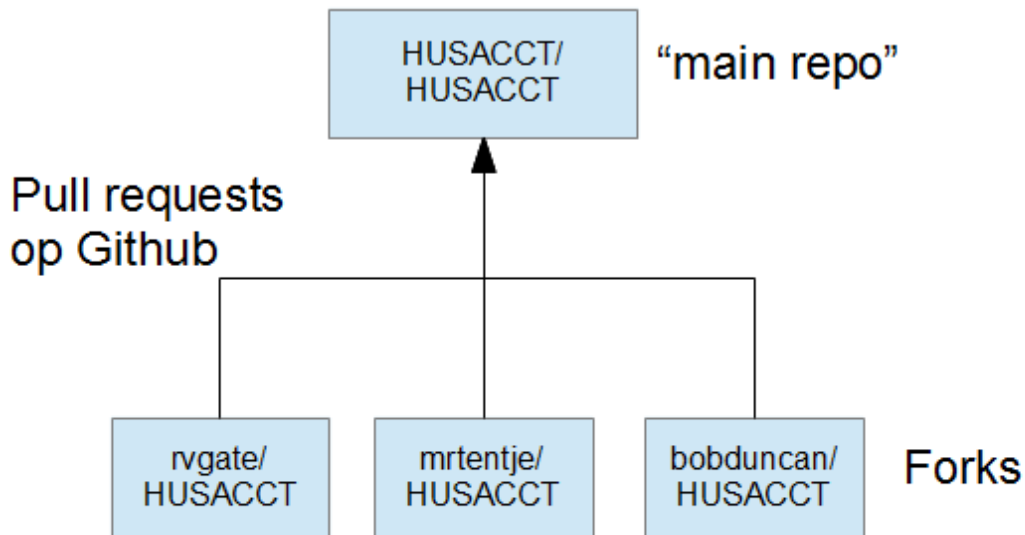 HUSACCT/
HUSACCT
“main repo”
Pull requests
op Github
rvgate/
HUSACCT
mrtentje/
HUSACCT
bobduncan/
HUSACCT
Forks